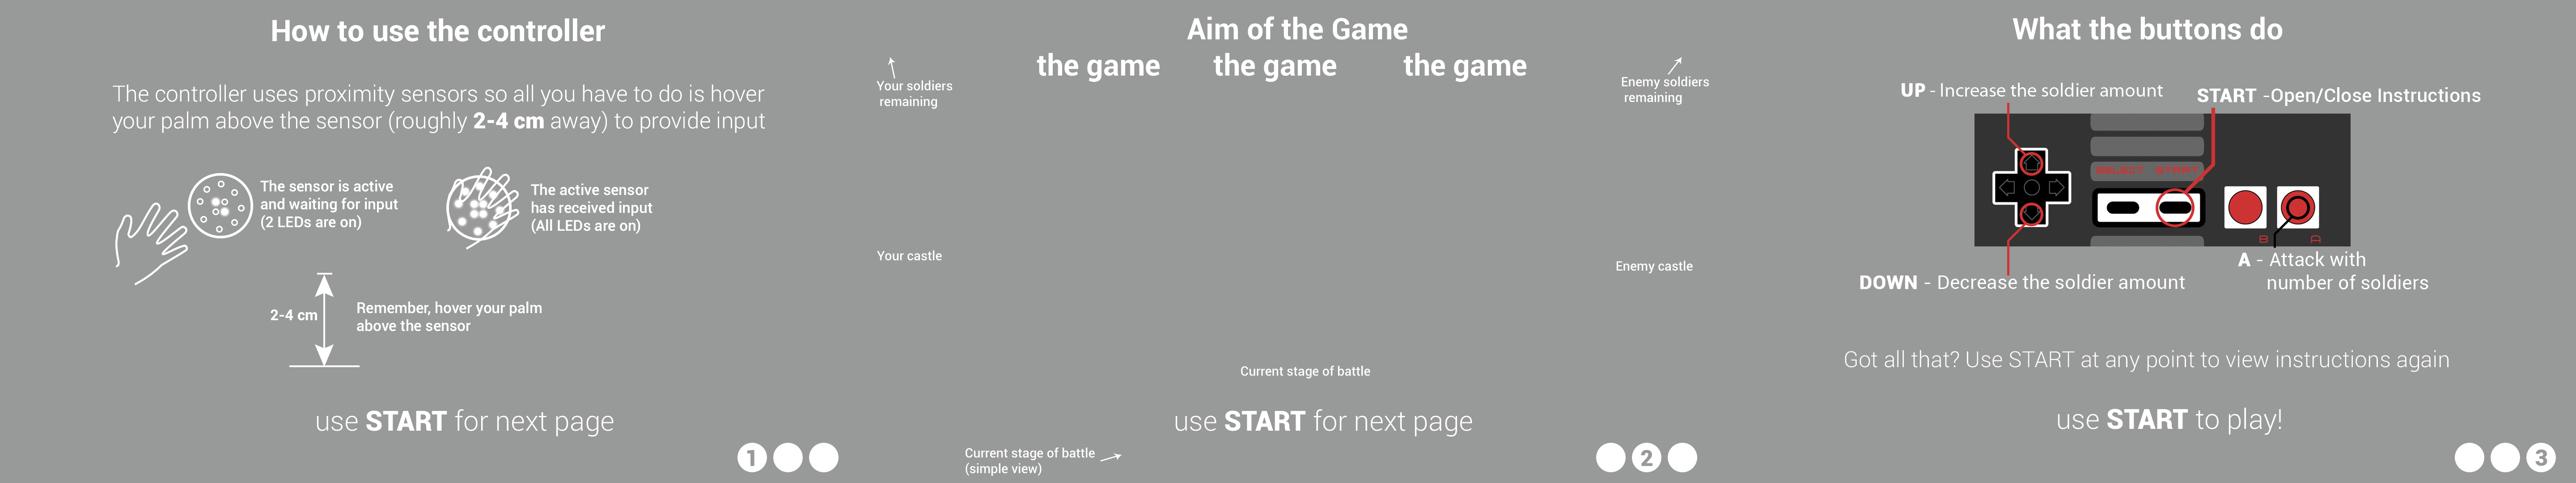 How to use the controller
The controller uses proximity sensors so all you have to do is hover
your palm above the sensor (roughly 2-4 cm away) to provide input
The sensor is active
and waiting for input
(2 LEDs are on)
The active sensor
has received input
(All LEDs are on)
2-4 cm
Remember, hover your palm
above the sensor
use START for next page
1
Aim of the Game
the game
the game
the game
Your soldiers
remaining
Enemy soldiers
remaining
Your castle
Enemy castle
Current stage of battle
use START for next page
Current stage of battle
(simple view)
2
What the buttons do
UP - Increase the soldier amount
START -Open/Close Instructions
SELECT START
B
DOWN - Decrease the soldier amount
A - Attack with
number of soldiers
Got all that? Use START at any point to view instructions again
use START to play!
3